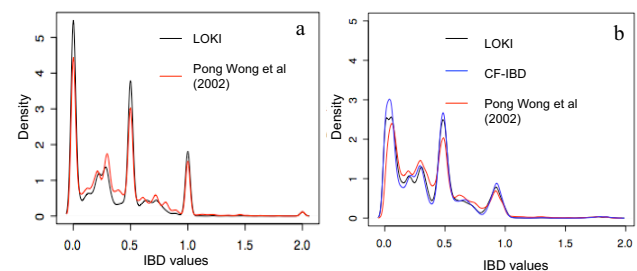 a
LOKI
Pong Wong et al
(2002)
Density
0
1
2
3
4
5
0.0
0.5
1.0
1.5
2.0
IBD values
b
LOKI
CF-IBD
Pong Wong et al
(2002)
Density
0
1
2
3
4
5
0.0
0.5
1.0
1.5
2.0
IBD values